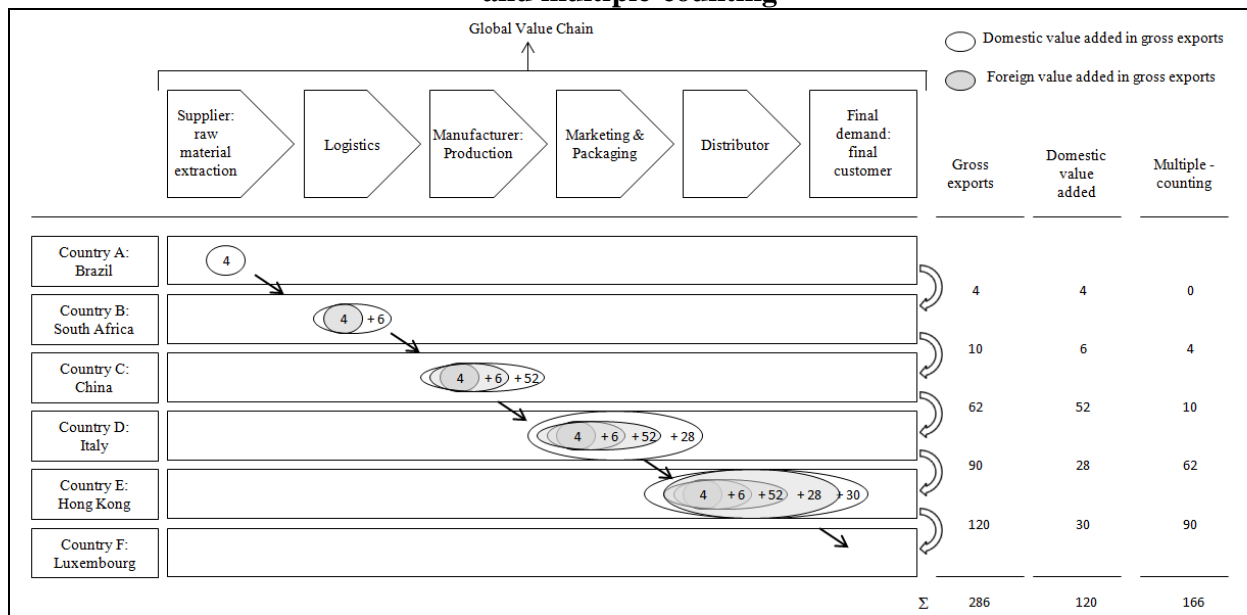 and multiple-counting
Global Value Chain
Domestic value added in gross exports
Foreign value added in gross exports
Supplier:
raw
material
extraction
Logistics
Manufacturer:
Production
Marketing &
Packaging
Distributor
Final
demand:
final
customer
Gross
exports
Domestic
value
added
Multiple -
counting
Country A:
Brazil
4
4 4 0
Country B:
South Africa
4 + 6
10 6 4
Country C:
China
4 + 6 + 52
62 52 10
Country D:
Italy
4 + 6 + 52 + 28
90 28 62
Country E:
Hong Kong
4 + 6 + 52 + 28 + 30
120 30 90
Country F:
Luxembourg
Σ 286 120 166